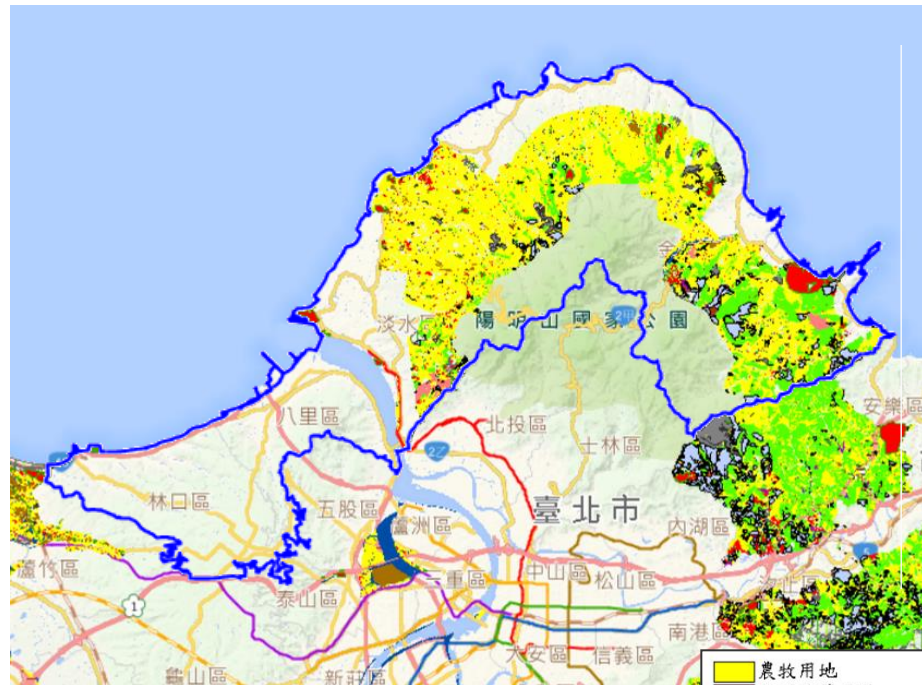 淡水區
陽明山國家公園
八里區
北投區
士林區
安樂區
林口區
五股區
蘆洲區
臺北市
內湖區
蘆竹區
泰山區
三重區
中山區
松山區
汐止區
1
南港區
龜山區
新莊區
大安區
信義區
農牧用地